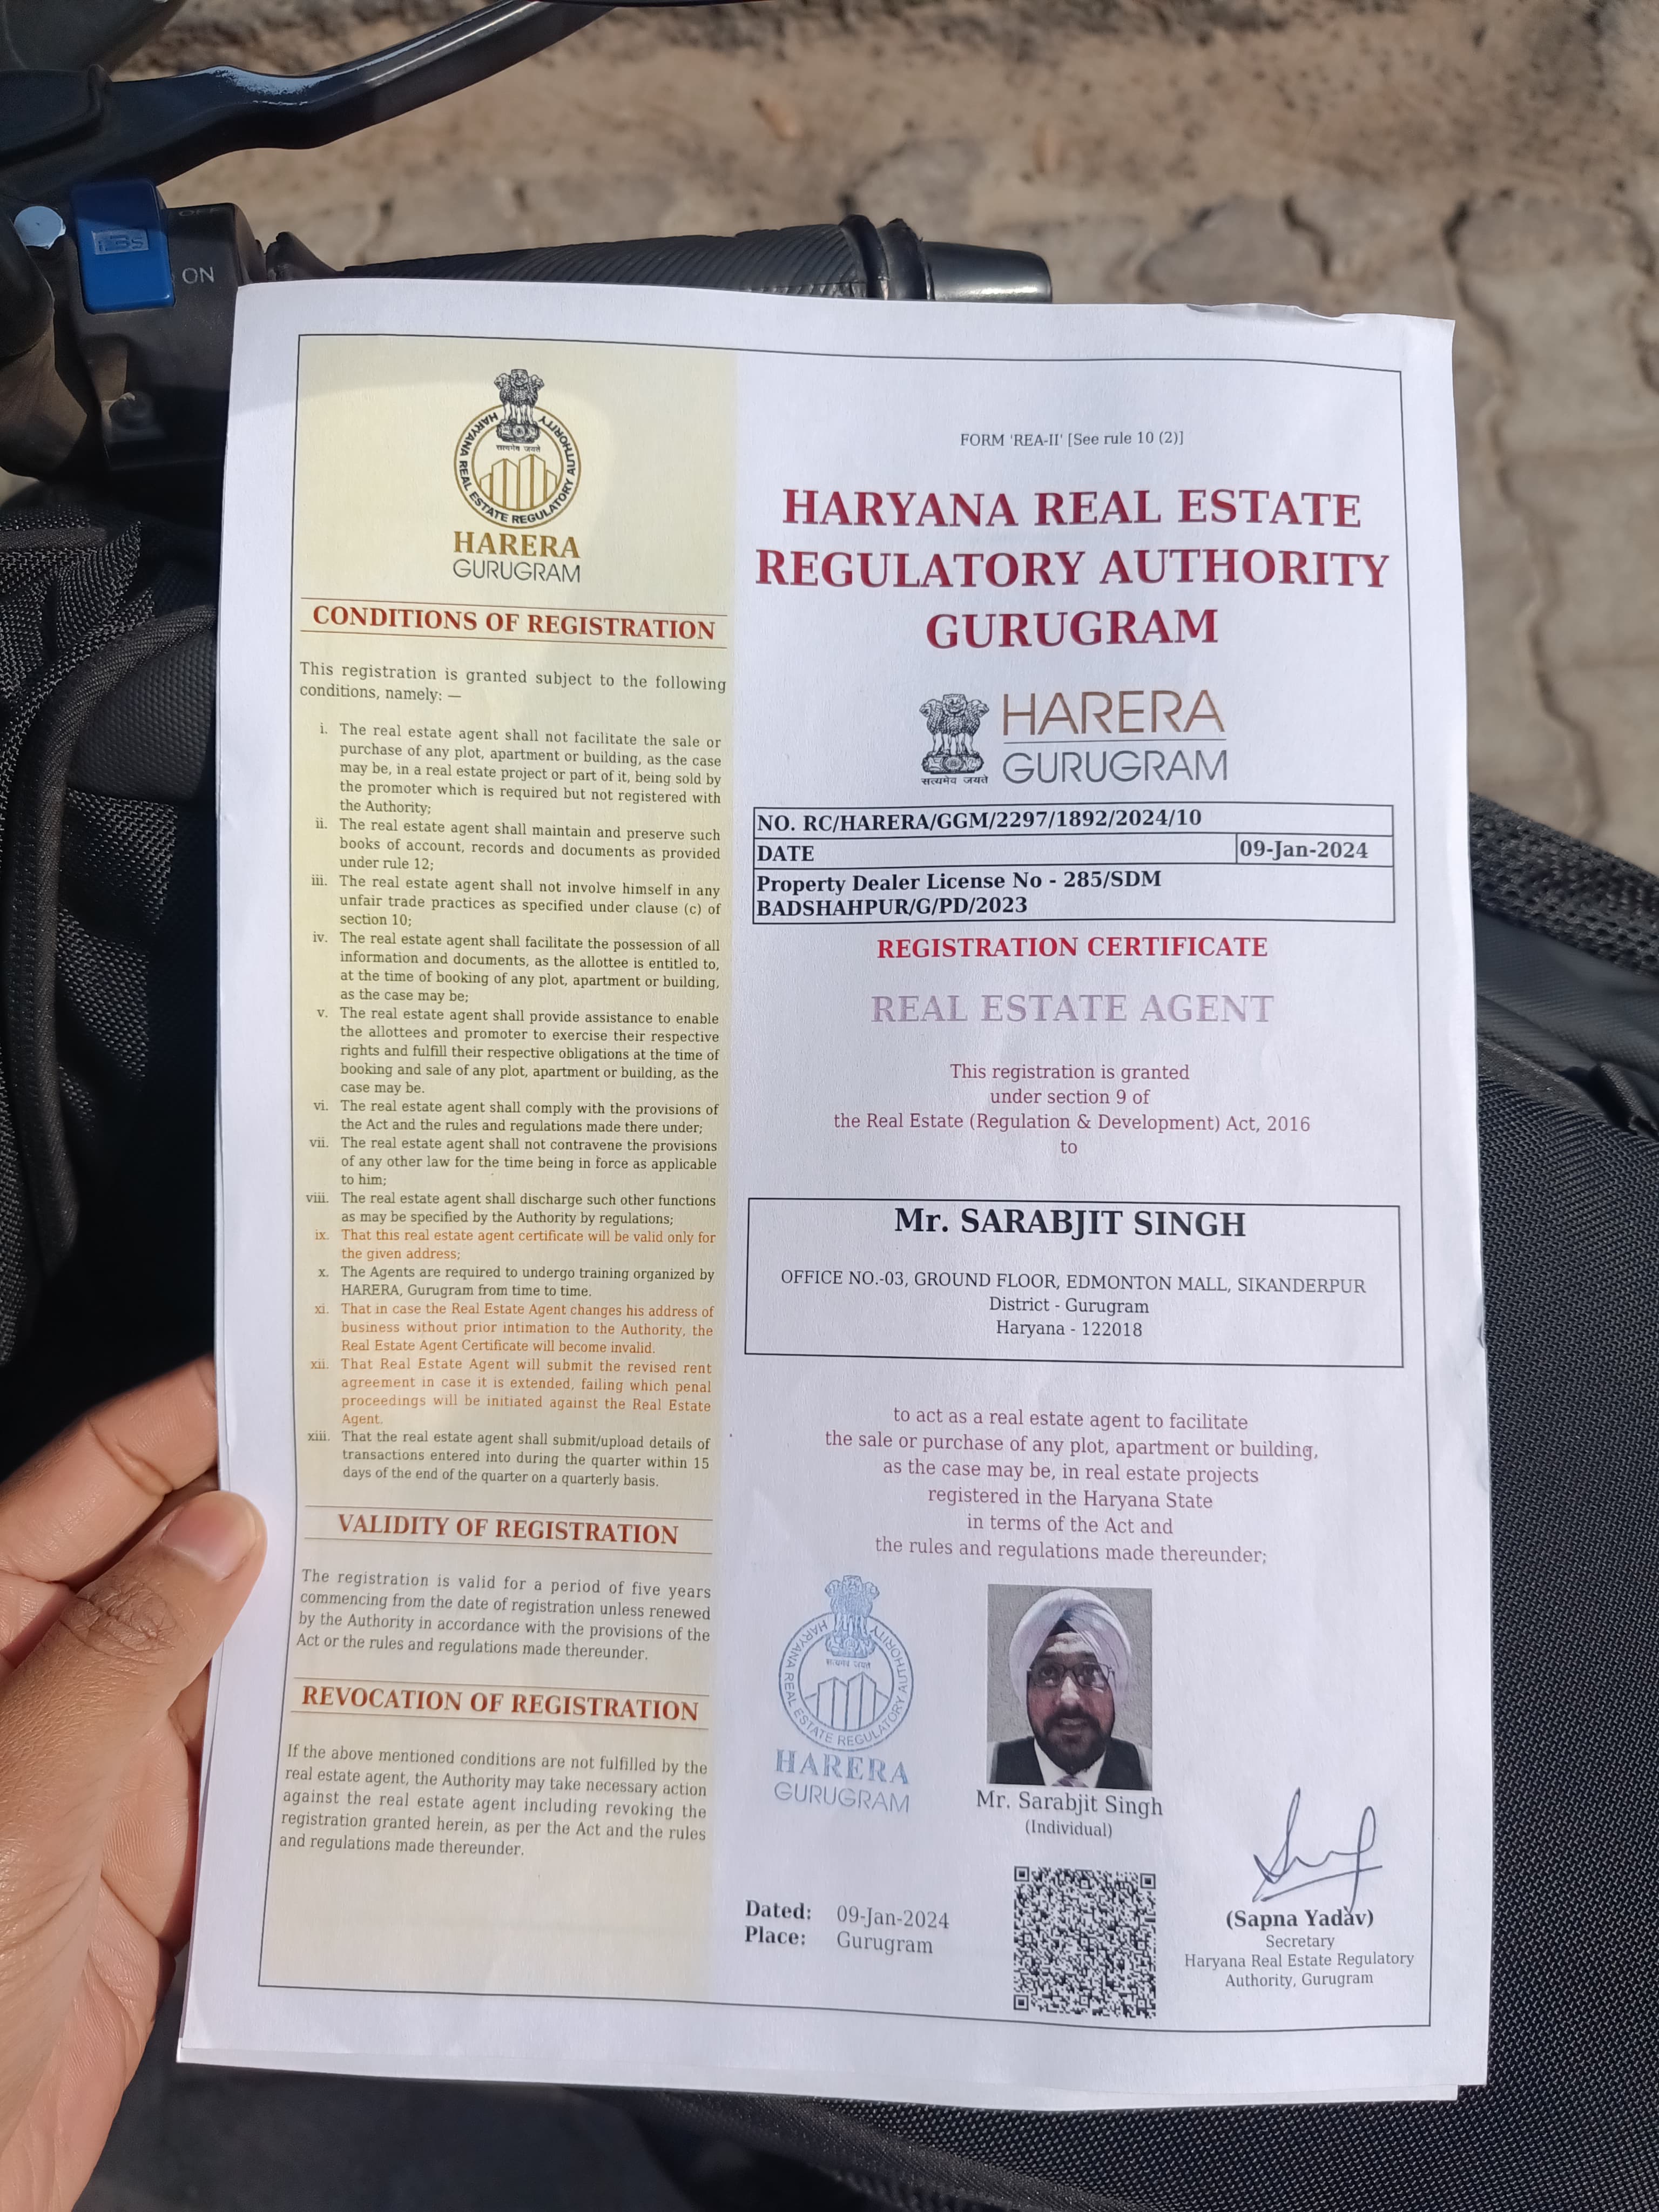 ON
HARYANA REAL ESTATE REGULATORY AUTHORITY
सत्यमेव जयते
HARERA
GURUGRAM
CONDITIONS OF REGISTRATION
This registration is granted subject to the following
conditions, namely: —
i. The real estate agent shall not facilitate the sale or
purchase of any plot, apartment or building, as the case
may be, in a real estate project or part of it, being sold by
the promoter which is required but not registered with
the Authority;
ii. The real estate agent shall maintain and preserve such
books of account, records and documents as provided
under rule 12;
iii. The real estate agent shall not involve himself in any
unfair trade practices as specified under clause (c) of
section 10;
iv. The real estate agent shall facilitate the possession of all
information and documents, as the allottee is entitled to,
at the time of booking of any plot, apartment or building,
as the case may be;
v. The real estate agent shall provide assistance to enable
the allottees and promoter to exercise their respective
rights and fulfill their respective obligations at the time of
booking and sale of any plot, apartment or building, as the
case may be.
vi. The real estate agent shall comply with the provisions of
the Act and the rules and regulations made there under;
vii. The real estate agent shall not contravene the provisions
of any other law for the time being in force as applicable
to him;
viii. The real estate agent shall discharge such other functions
as may be specified by the Authority by regulations;
ix. That this real estate agent certificate will be valid only for
the given address;
x. The Agents are required to undergo training organized by
HARERA, Gurugram from time to time.
xi. That in case the Real Estate Agent changes his address of
business without prior intimation to the Authority, the
Real Estate Agent Certificate will become invalid.
xii. That Real Estate Agent will submit the revised rent
agreement in case it is extended, failing which penal
proceedings will be initiated against the Real Estate
Agent.
xiii. That the real estate agent shall submit/upload details of
transactions entered into during the quarter within 15
days of the end of the quarter on a quarterly basis.
VALIDITY OF REGISTRATION
The registration is valid for a period of five years
commencing from the date of registration unless renewed
by the Authority in accordance with the provisions of the
Act or the rules and regulations made thereunder.
REVOCATION OF REGISTRATION
If the above mentioned conditions are not fulfilled by the
real estate agent, the Authority may take necessary action
against the real estate agent including revoking the
registration granted herein, as per the Act and the rules
and regulations made thereunder.
FORM 'REA-II' [See rule 10 (2)]
HARYANA REAL ESTATE
REGULATORY AUTHORITY
GURUGRAM
सत्यमेव जयते
HARERA
GURUGRAM
NO. RC/HARERA/GGM/2297/1892/2024/10
DATE 09-Jan-2024
Property Dealer License No - 285/SDM
BADSHAHPUR/G/PD/2023
REGISTRATION CERTIFICATE
REAL ESTATE AGENT
This registration is granted
under section 9 of
the Real Estate (Regulation & Development) Act, 2016
to
Mr. SARABJIT SINGH
OFFICE NO.-03, GROUND FLOOR, EDMONTON MALL, SIKANDERPUR
District - Gurugram
Haryana - 122018
to act as a real estate agent to facilitate
the sale or purchase of any plot, apartment or building,
as the case may be, in real estate projects
registered in the Haryana State
in terms of the Act and
the rules and regulations made thereunder;
HARYANA REAL ESTATE REGULATORY AUTHORITY
सत्यमेव जयते
HARERA
GURUGRAM
Mr. Sarabjit Singh
(Individual)
Dated: 09-Jan-2024
Place: Gurugram
(Sapna Yadav)
Secretary
Haryana Real Estate Regulatory
Authority, Gurugram